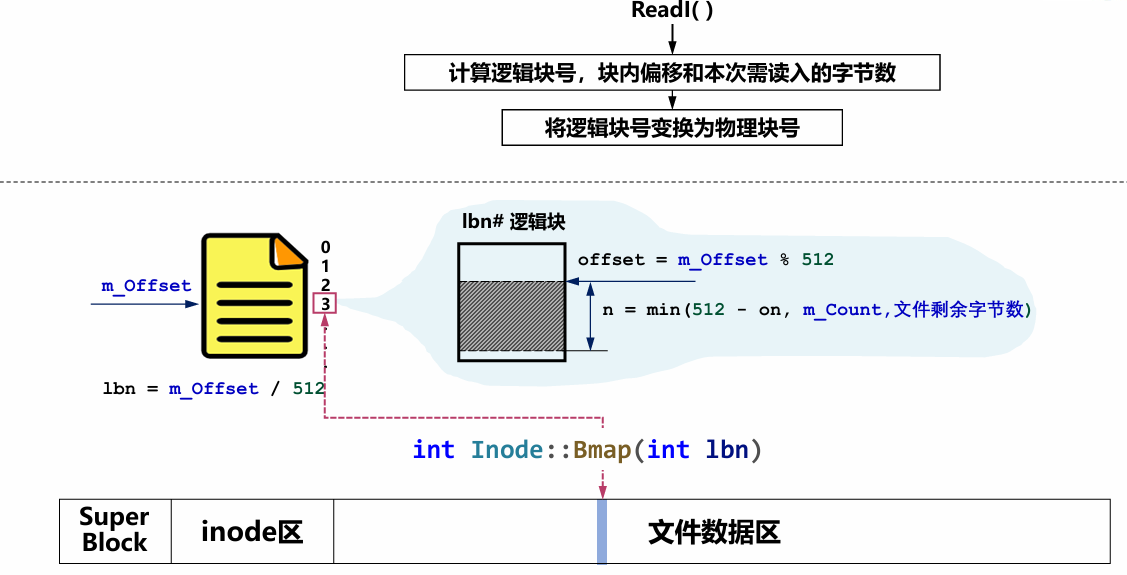 ReadI( )
计算逻辑块号，块内偏移和本次需读入的字节数
将逻辑块号变换为物理块号
lbn# 逻辑块
0
1
2
3
m_Offset
offset = m_Offset % 512
n = min(512 - on, m_Count,文件剩余字节数)
lbn = m_Offset / 512
int Inode::Bmap(int lbn)
Super
Block
inode区
文件数据区